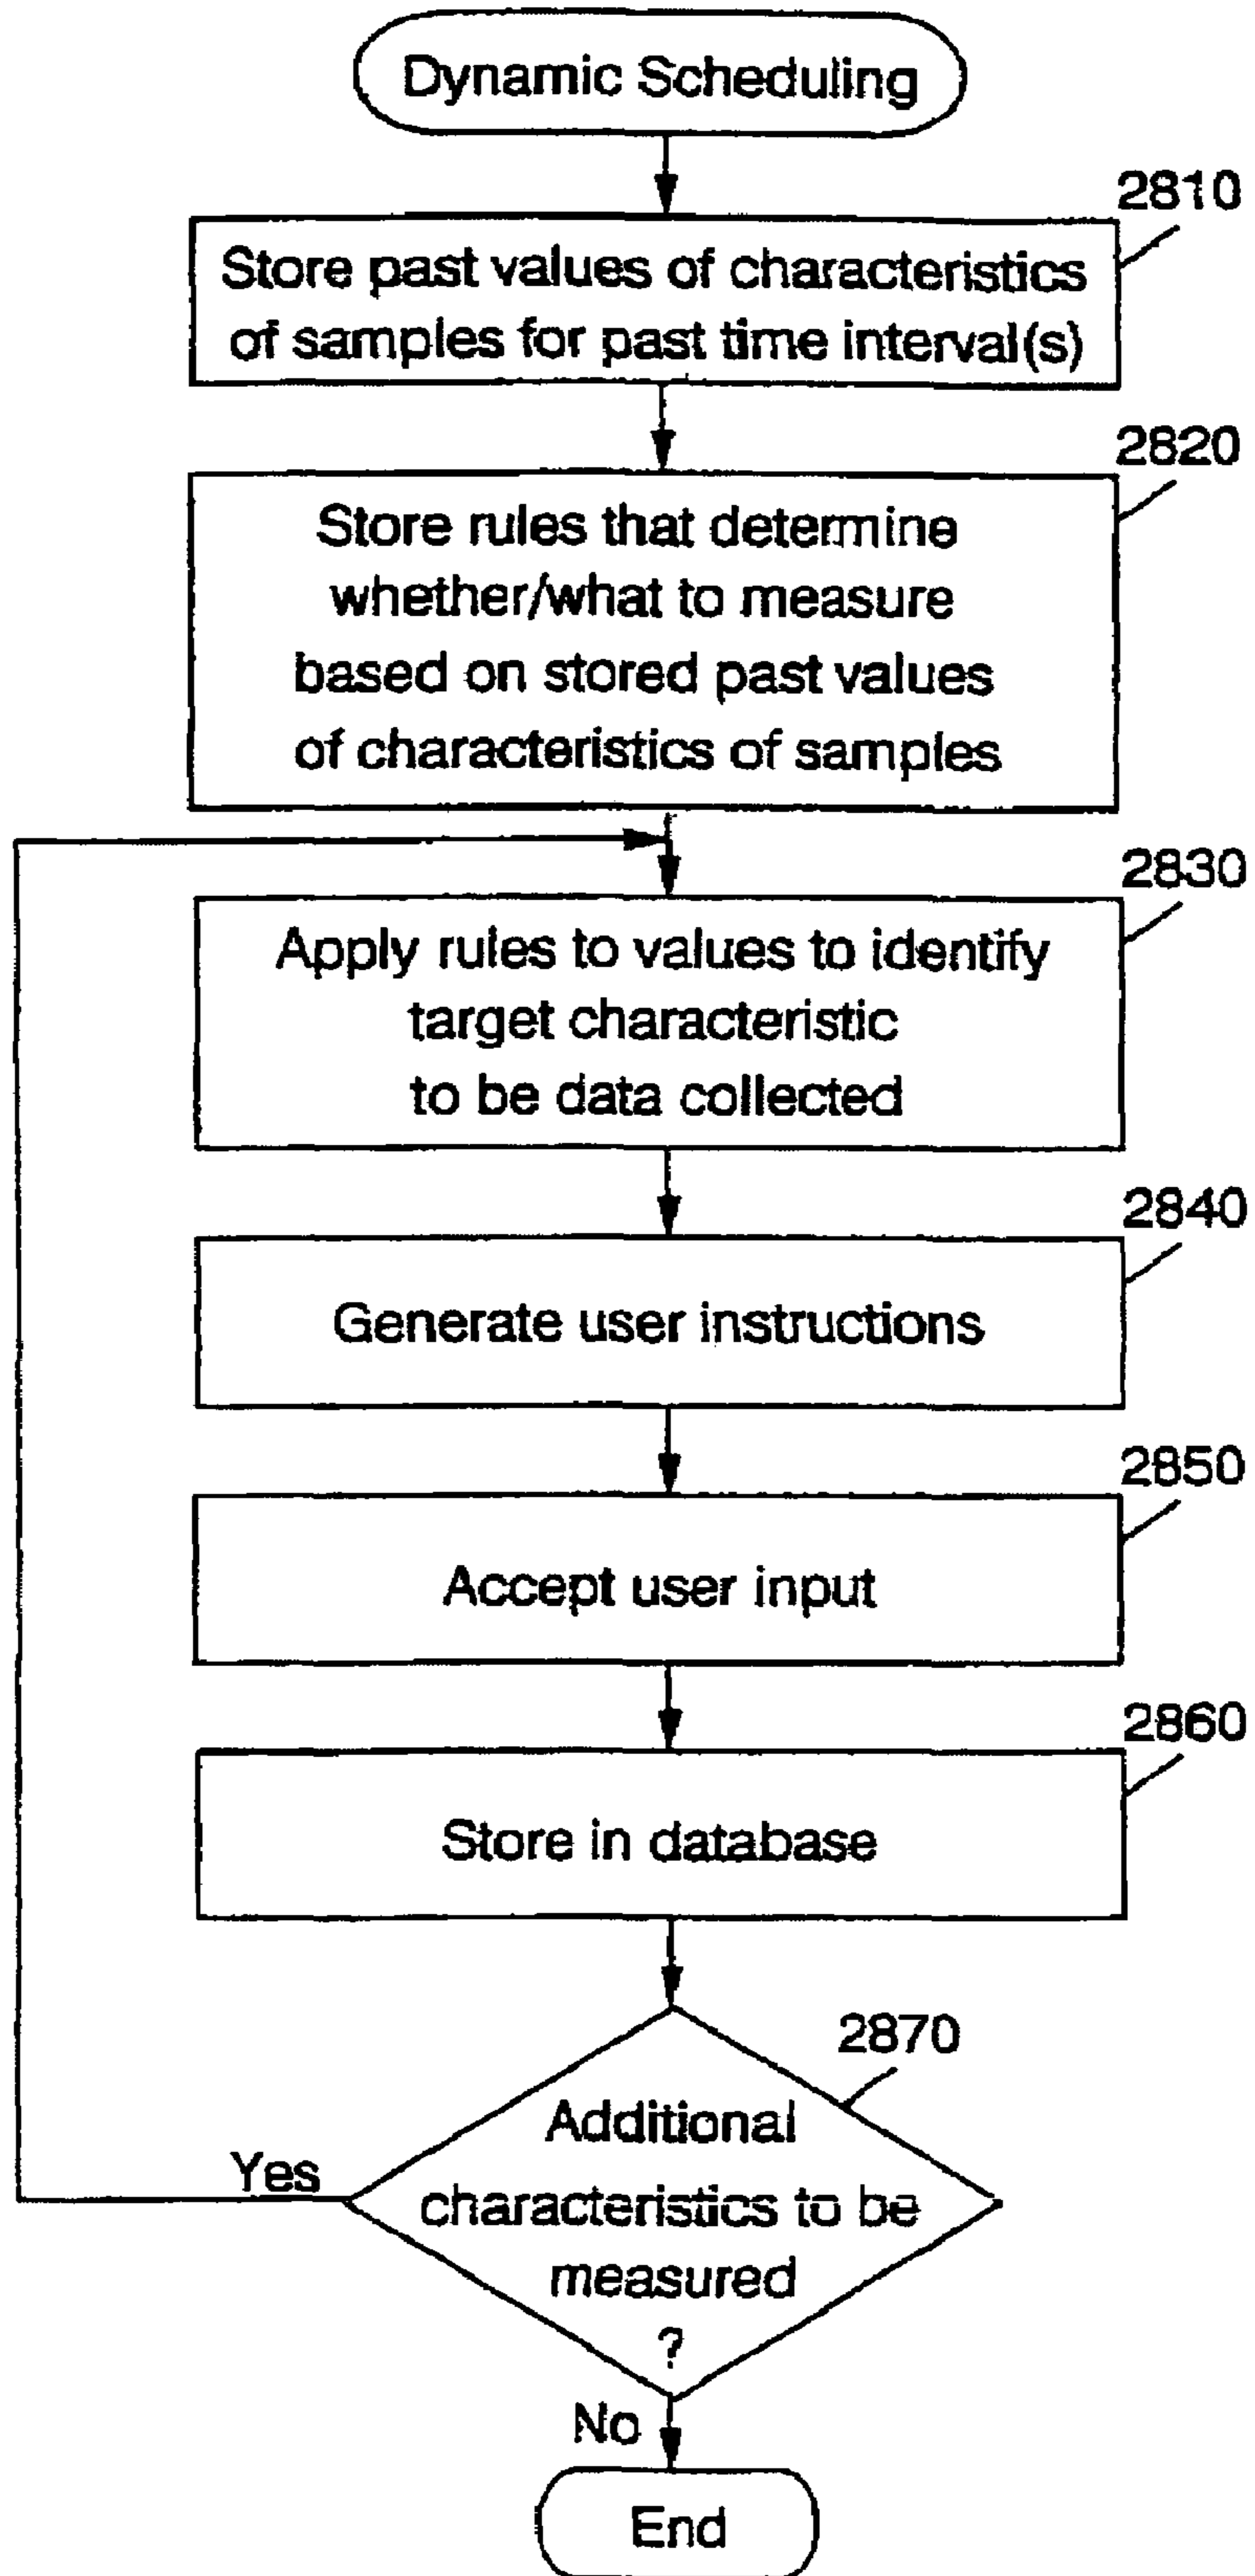 Dynamic Scheduling
2810
Store past values of characteristics
of samples for past time interval(s)
2820
Store rules that determine
whether/what to measure
based on stored past values
of characteristics of samples
2830
Apply rules to values to identify
target characteristic
to be data collected
2840
Generate user instructions
2850
Accept user input
2860
Store in database
2870
Additional
characteristics to be
measured
?
Yes
No
End